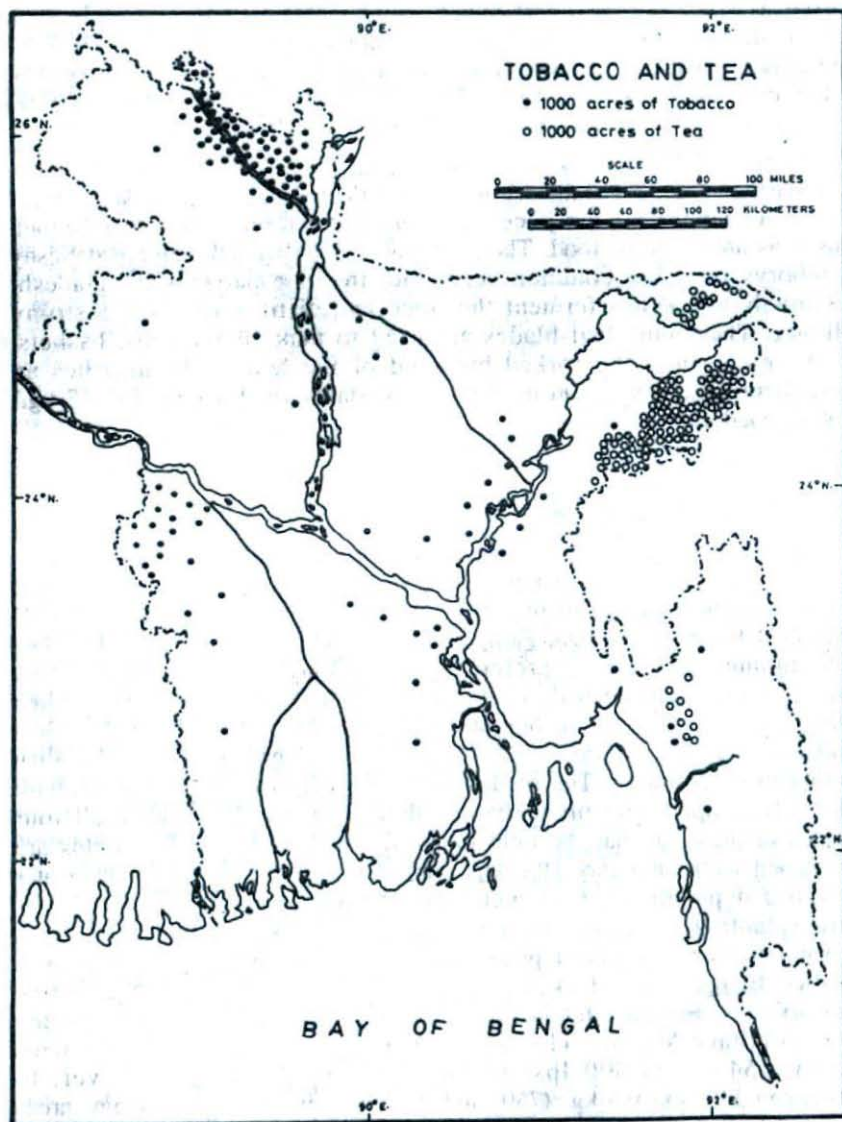 90°E.
92°E.
TOBACCO AND TEA
• 1000 acres of Tobacco
○ 1000 acres of Tea
SCALE
0 20 40 60 80 100 MILES
0 20 40 60 80 100 120 KILOMETERS
26°N.
24°N.
24°N.
22°N.
22°N.
BAY OF BENGAL
90°E.
92°E.